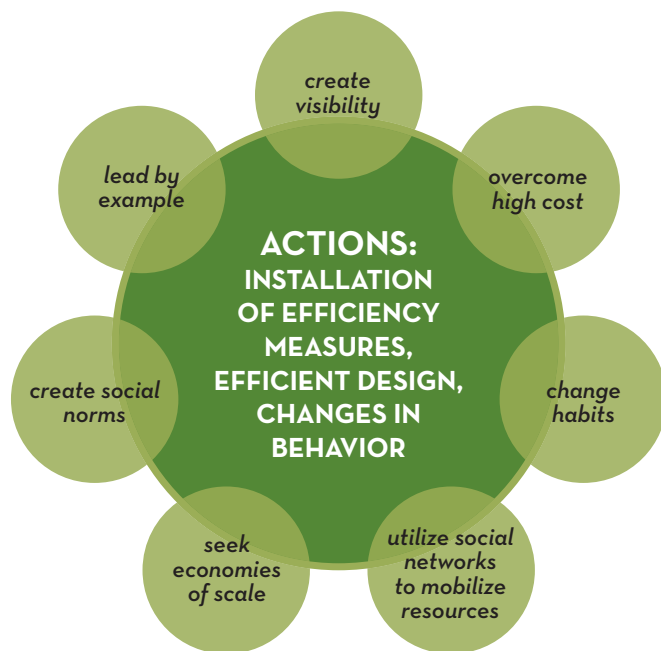 create
visibility
lead by
example
overcome
high cost
ACTIONS:
INSTALLATION
OF EFFICIENCY
MEASURES,
EFFICIENT DESIGN,
CHANGES IN
BEHAVIOR
create social
norms
change
habits
seek
economies
of scale
utilize social
networks
to mobilize
resources